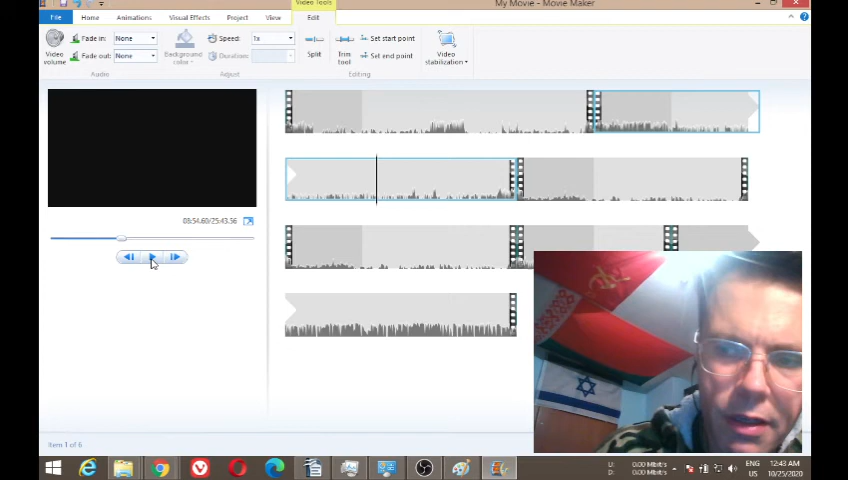 My Movie - Movie Maker
Video Tools
File Home Animations Visual Effects Project View Edit
Video volume
Fade in: None
Fade out: None
Audio
Background color
Speed: 1x
Duration:
Adjust
Split
Trim tool
Set start point
Set end point
Editing
Video stabilization
08:54.60/25:43.56
Item 1 of 6
U: 0.00 Mbit/s
D: 0.00 Mbit/s
ENG
US
12:43 AM
10/25/2020